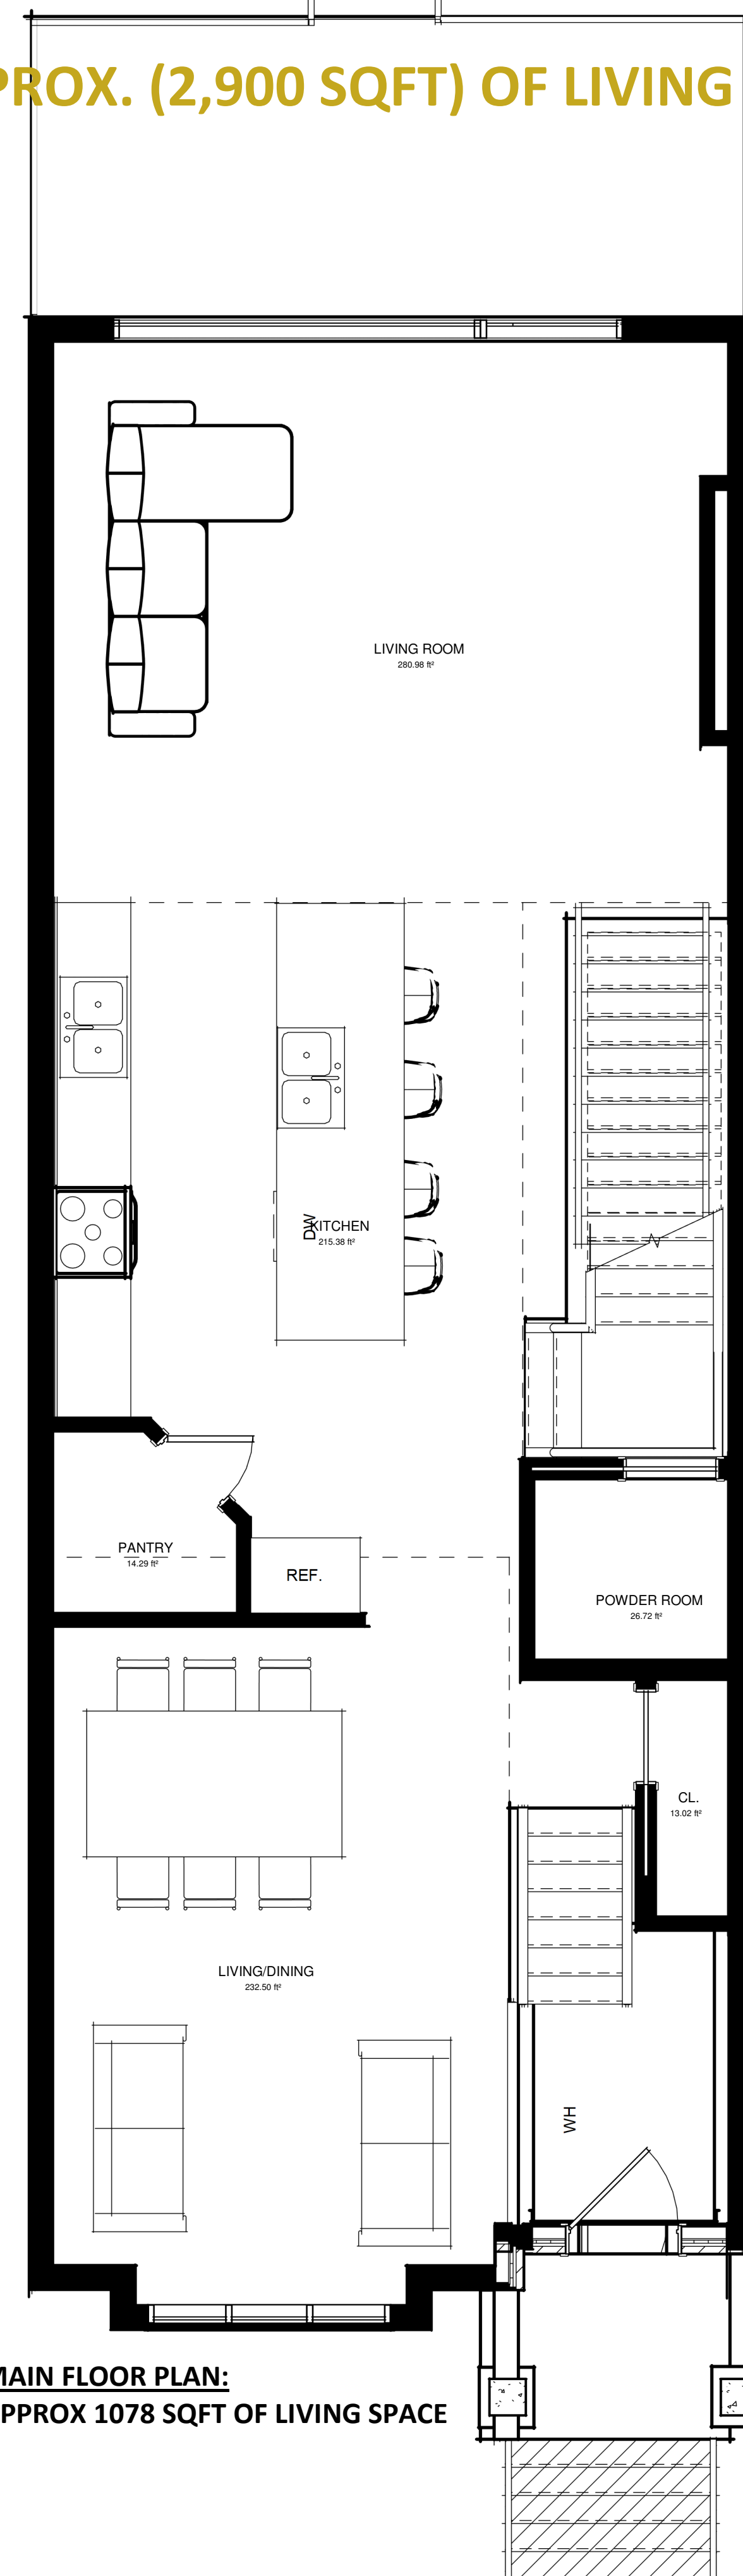 PROX. (2,900 SQFT) OF LIVING
LIVING ROOM
280.98 ft²
DW
KITCHEN
215.38 ft²
PANTRY
14.29 ft²
REF.
POWDER ROOM
26.72 ft²
CL.
13.02 ft²
LIVING/DINING
232.50 ft²
WH
MAIN FLOOR PLAN:
PPROX 1078 SQFT OF LIVING SPACE